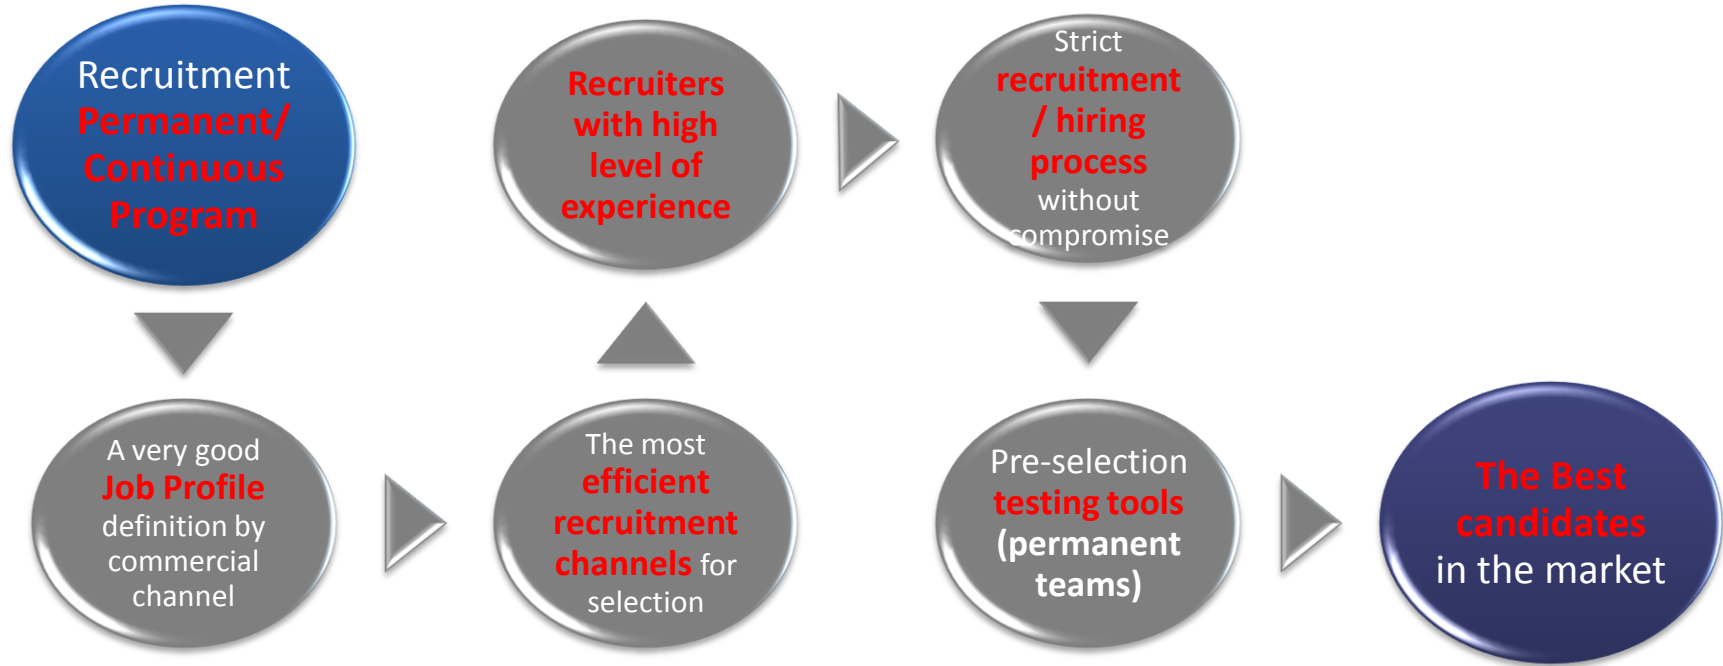 Recruitment
Permanent/
Continuous
Program
A very good
Job Profile
definition by
commercial
channel
The most
efficient
recruitment
channels for
selection
Recruiters
with high
level of
experience
Strict
recruitment
/ hiring
process
without
compromise
Pre-selection
testing tools
(permanent
teams)
The Best
candidates
in the market